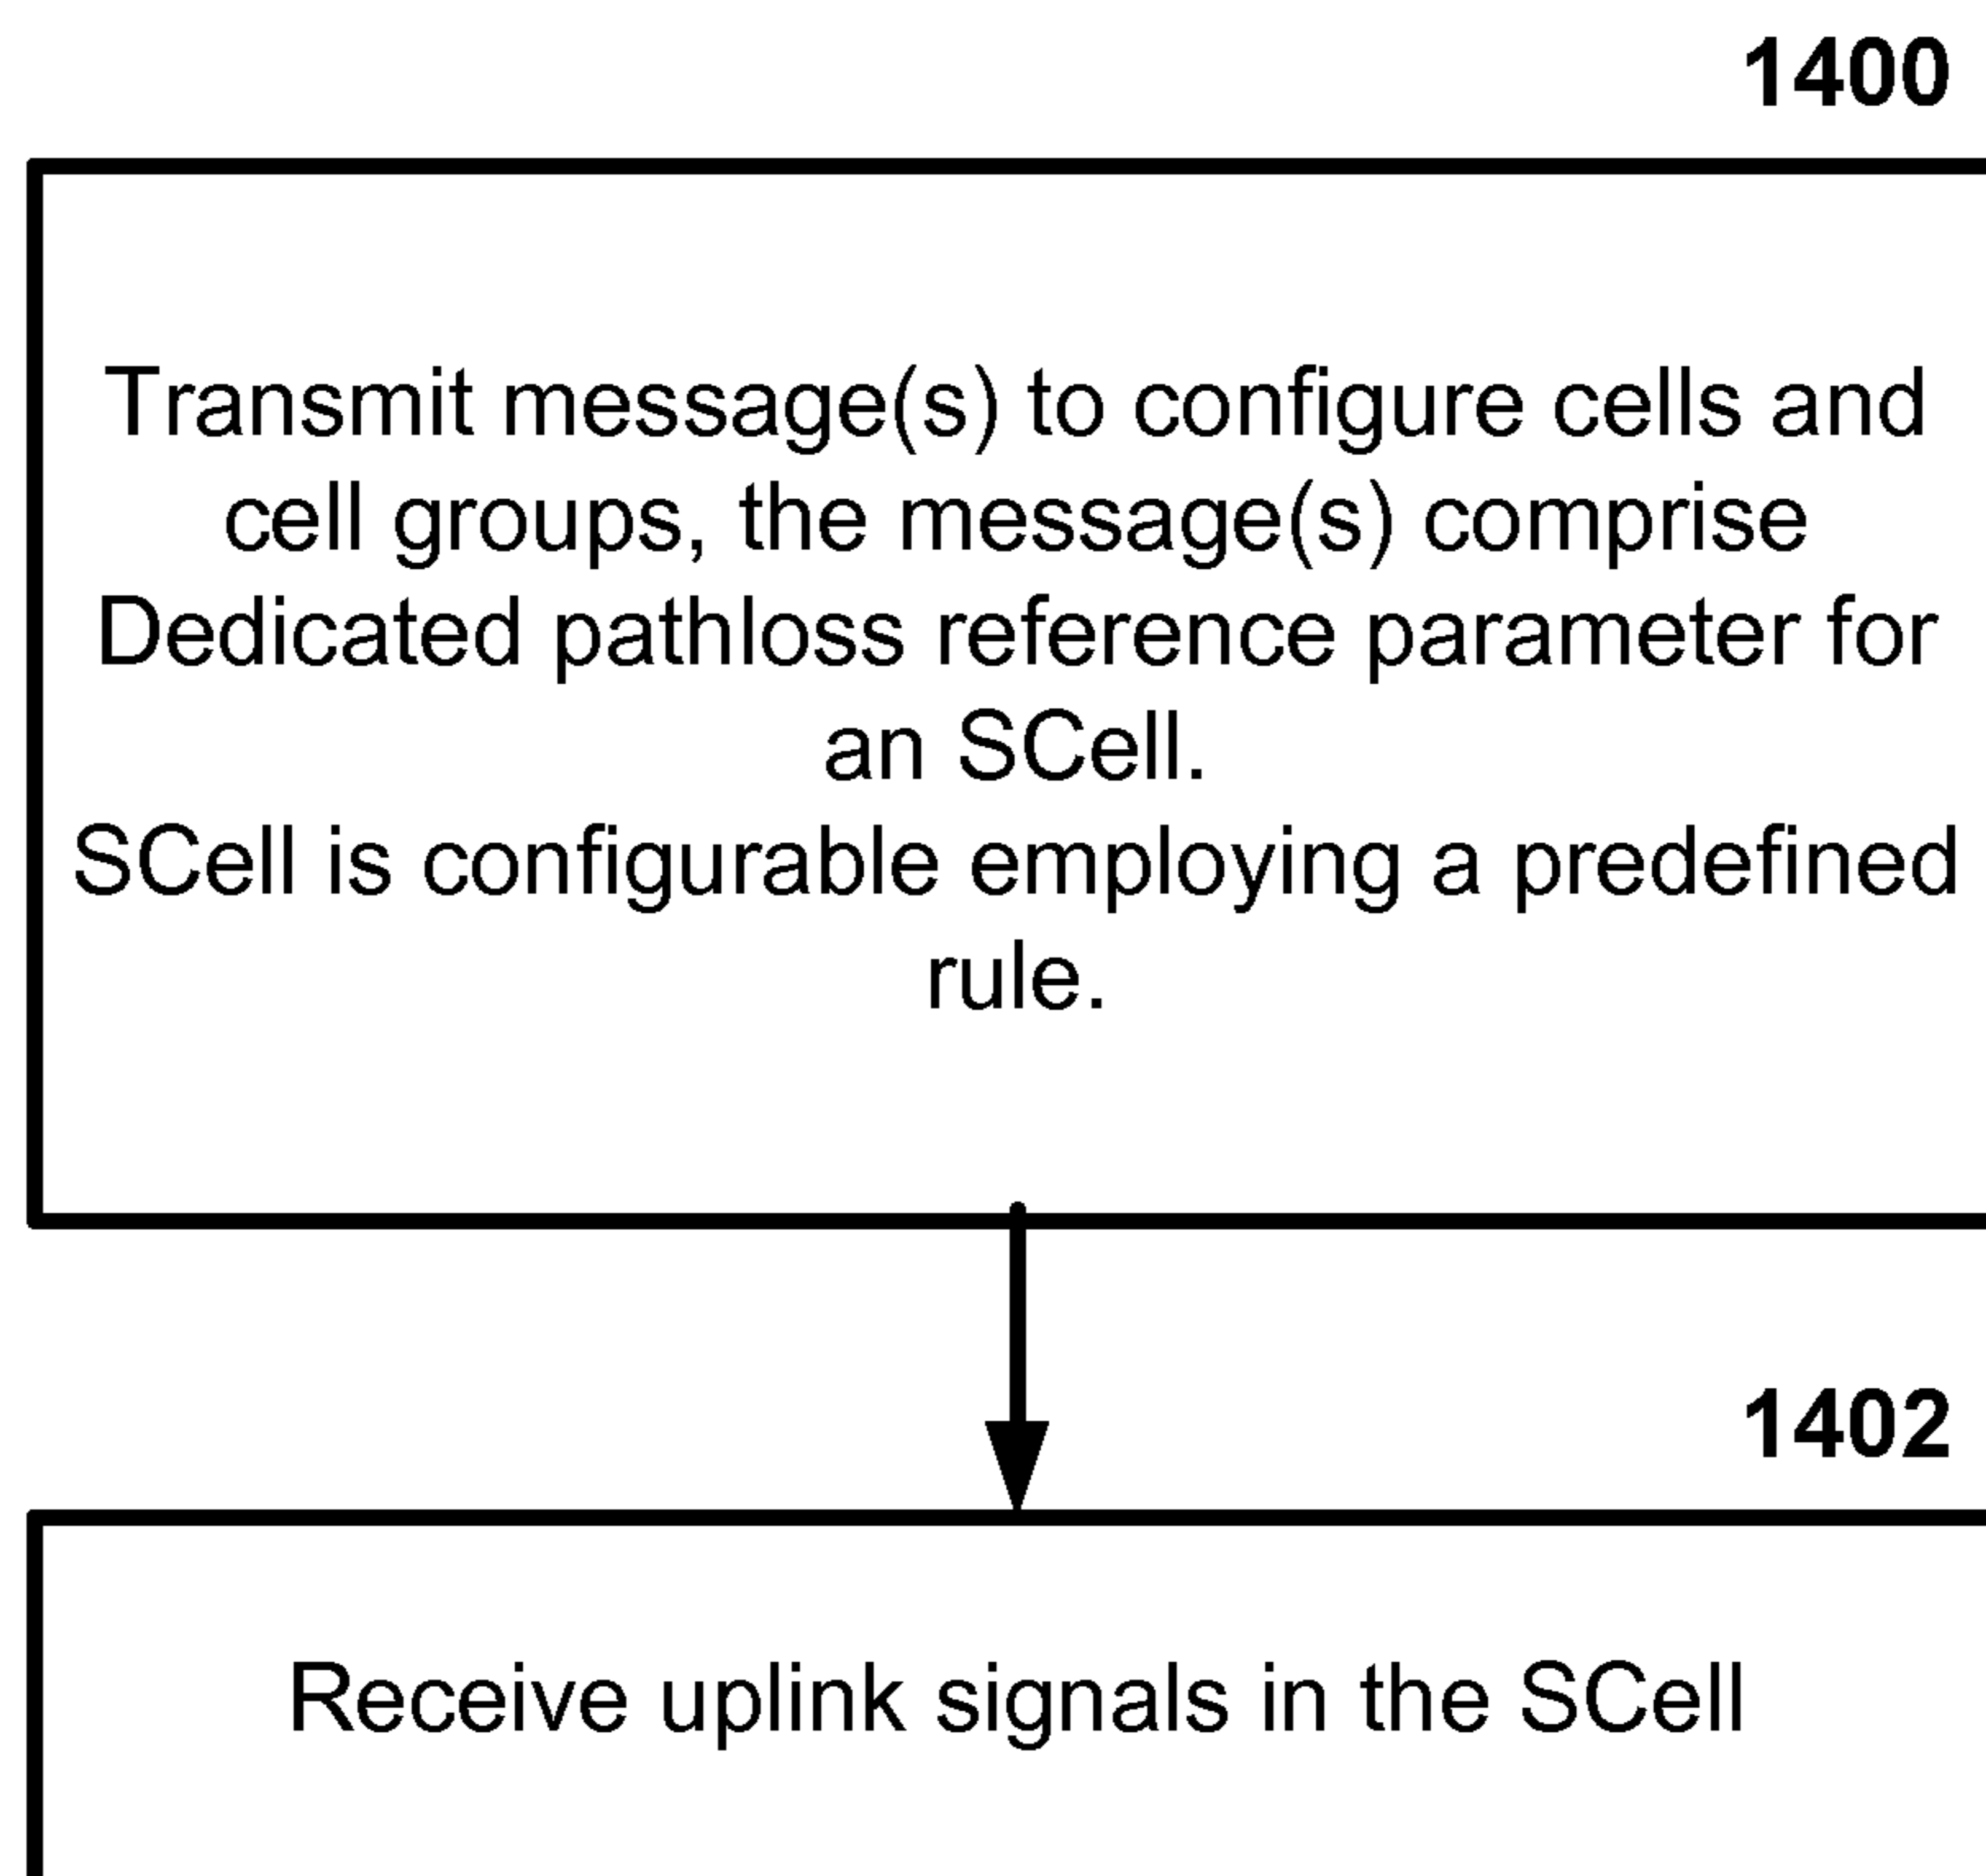 1400
Transmit message(s) to configure cells and
cell groups, the message(s) comprise
Dedicated pathloss reference parameter for
an SCell.
SCell is configurable employing a predefined
rule.
1402
Receive uplink signals in the SCell